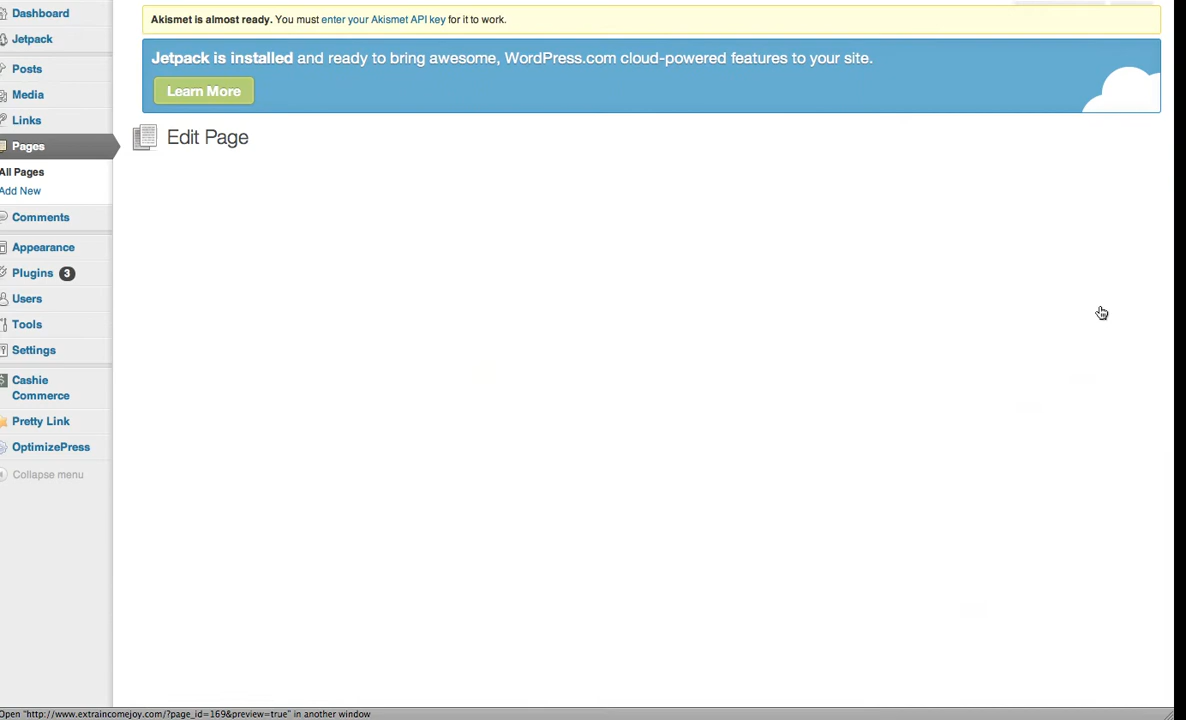 Dashboard
Jetpack
Posts
Media
Links
Pages
All Pages
Add New
Comments
Appearance
Plugins 3
Users
Tools
Settings
Cashie
Commerce
Pretty Link
OptimizePress
Collapse menu
Akismet is almost ready. You must enter your Akismet API key for it to work.
Jetpack is installed and ready to bring awesome, WordPress.com cloud-powered features to your site.
Learn More
Edit Page
Open "http://www.extraincomejoy.com/?page_id=169&preview=true" in another window